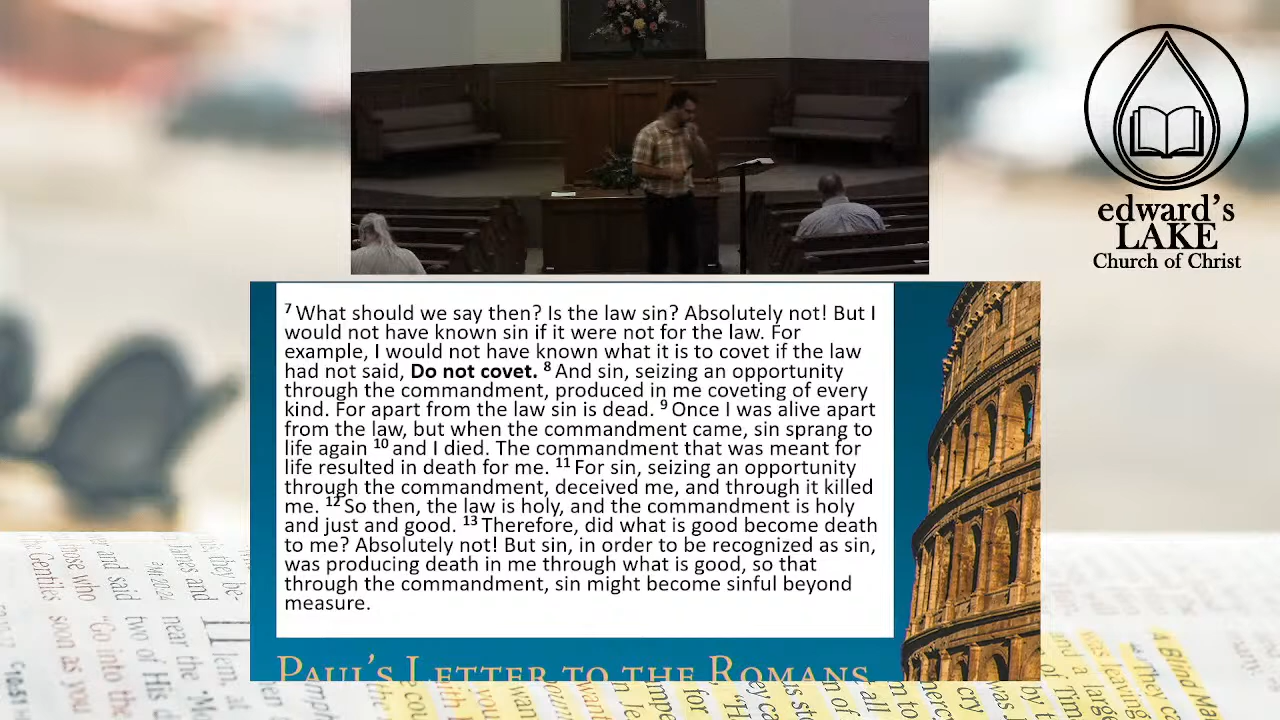 edward's
LAKE
Church of Christ
7 What should we say then? Is the law sin? Absolutely not! But I
would not have known sin if it were not for the law. For
example, I would not have known what it is to covet if the law
had not said, Do not covet. 8 And sin, seizing an opportunity
through the commandment, produced in me coveting of every
kind. For apart from the law sin is dead. 9 Once I was alive apart
from the law, but when the commandment came, sin sprang to
life again 10 and I died. The commandment that was meant for
life resulted in death for me. 11 For sin, seizing an opportunity
through the commandment, deceived me, and through it killed
me. 12 So then, the law is holy, and the commandment is holy
and just and good. 13 Therefore, did what is good become death
to me? Absolutely not! But sin, in order to be recognized as sin,
was producing death in me through what is good, so that
through the commandment, sin might become sinful beyond
measure.
PAUL'S LETTER TO THE ROMANS